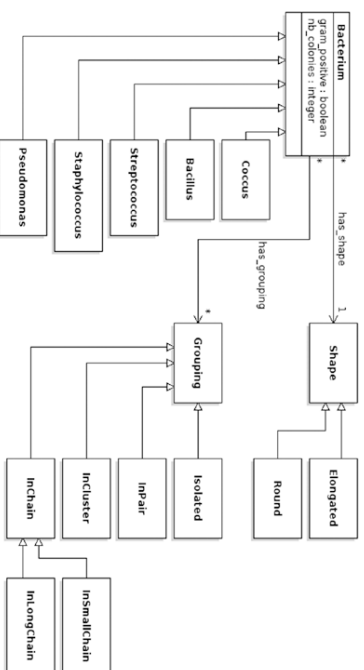 Bacterium
gram_positive : boolean
nb_colonies : integer
*
*
has_shape
1
has_grouping
*
Pseudomonas
Staphylococcus
Streptococcus
Bacillus
Coccus
Grouping
Shape
InChain
InCluster
InPair
Isolated
Round
Elongated
InLongChain
InSmallChain